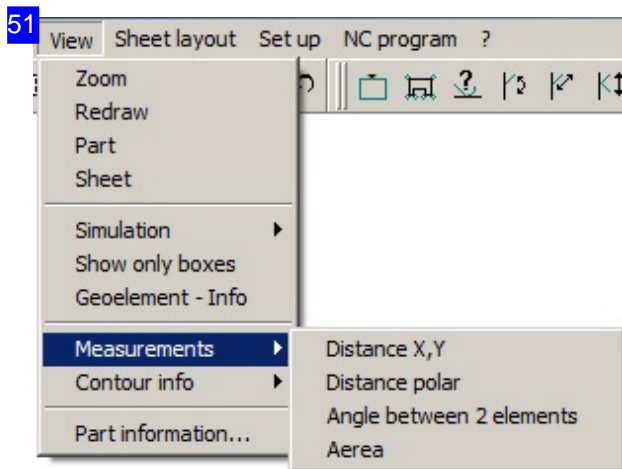 51
View Sheet layout Set up NC program ?
Zoom
Redraw
Part
Sheet
Simulation
Show only boxes
Geoelement - Info
Measurements
Contour info
Part information...
Distance X,Y
Distance polar
Angle between 2 elements
Aerea